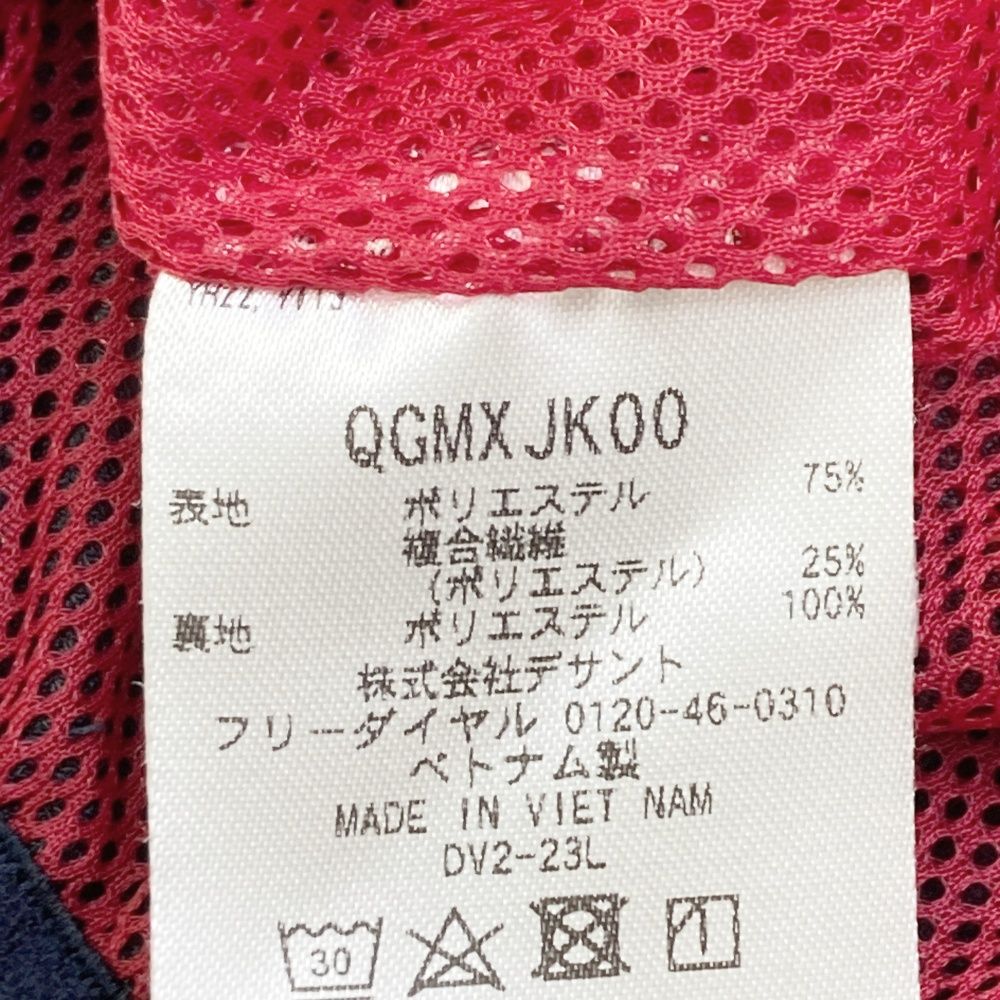 QGMXJK00
表地 ポリエステル 75%
複合繊維
(ポリエステル) 25%
裏地 ポリエステル 100%
株式会社デサント
フリーダイヤル 0120-46-0310
ベトナム製
MADE IN VIET NAM
DV2-23L
30